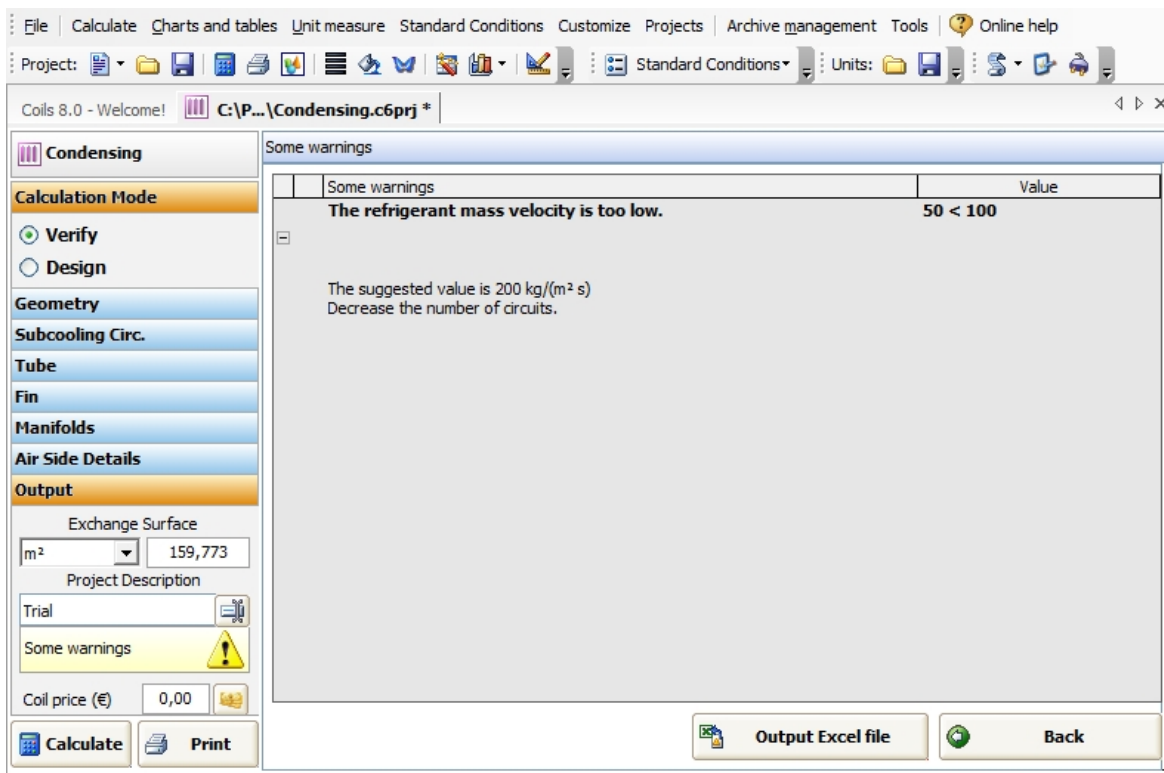 File Calculate Charts and tables Unit measure Standard Conditions Customize Projects Archive management Tools Online help
Project: Standard Conditions Units:
Coils 8.0 - Welcome! C:\P...\Condensing.c6prj *
Condensing
Some warnings
Calculation Mode
Some warnings Value
The refrigerant mass velocity is too low. 50 < 100
Verify
Design
The suggested value is 200 kg/(m² s)
Decrease the number of circuits.
Geometry
Subcooling Circ.
Tube
Fin
Manifolds
Air Side Details
Output
Exchange Surface
m² 159,773
Project Description
Trial
Some warnings
Coil price (€) 0,00
Calculate Print
Output Excel file Back